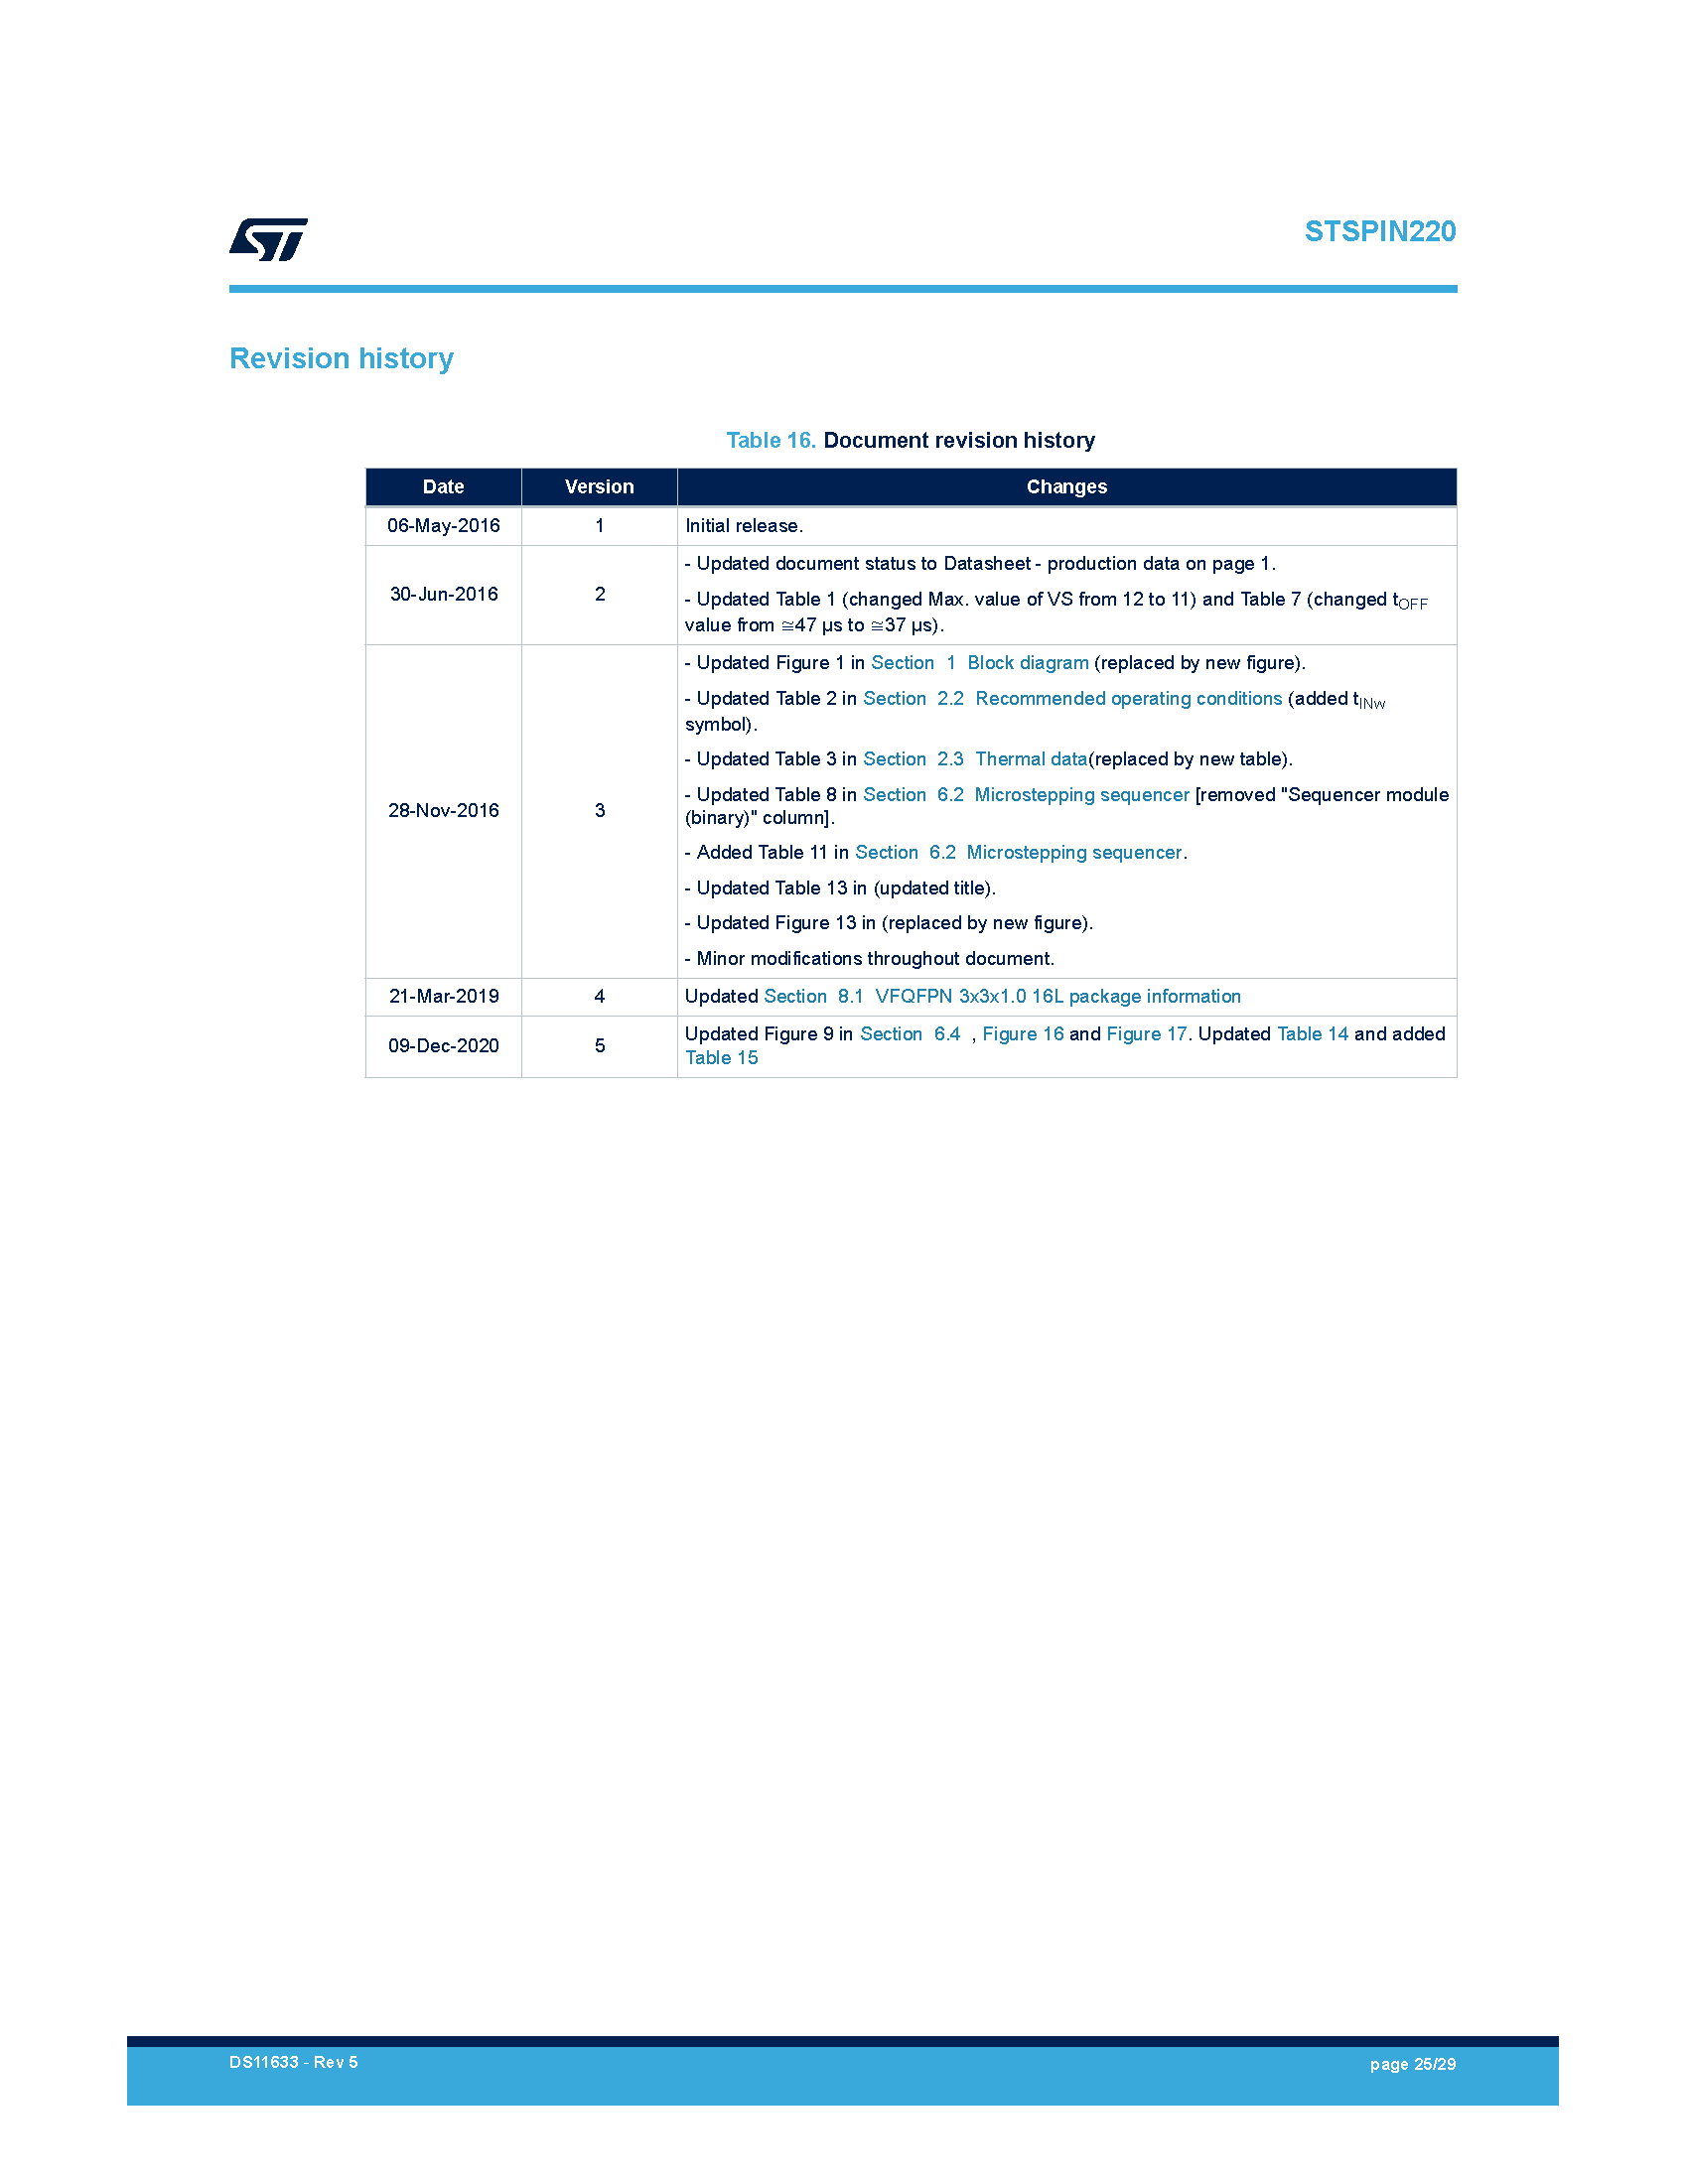 ST
STSPIN220
Revision history
Table 16. Document revision history
Date Version Changes
06-May-2016 1 Initial release.
30-Jun-2016 2
- Updated document status to Datasheet - production data on page 1.
- Updated Table 1 (changed Max. value of VS from 12 to 11) and Table 7 (changed tOFF
value from ≅47 µs to ≅37 µs).
28-Nov-2016 3
- Updated Figure 1 in Section 1 Block diagram (replaced by new figure).
- Updated Table 2 in Section 2.2 Recommended operating conditions (added tINw
symbol).
- Updated Table 3 in Section 2.3 Thermal data(replaced by new table).
- Updated Table 8 in Section 6.2 Microstepping sequencer [removed "Sequencer module
(binary)" column].
- Added Table 11 in Section 6.2 Microstepping sequencer.
- Updated Table 13 in (updated title).
- Updated Figure 13 in (replaced by new figure).
- Minor modifications throughout document.
21-Mar-2019 4 Updated Section 8.1 VFQFPN 3x3x1.0 16L package information
09-Dec-2020 5
Updated Figure 9 in Section 6.4 , Figure 16 and Figure 17. Updated Table 14 and added
Table 15
DS11633 - Rev 5
page 25/29